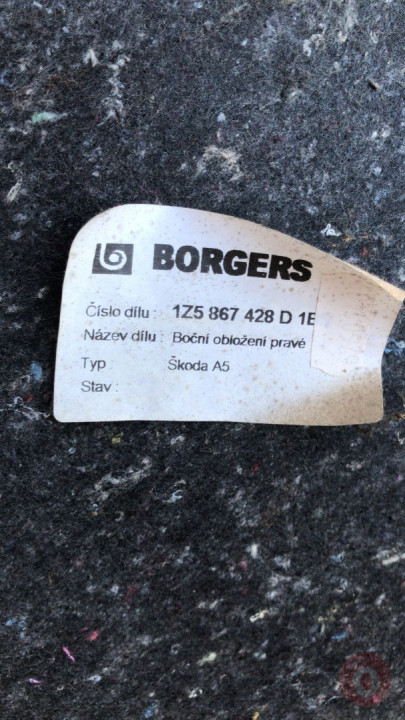 BORGERS
Číslo dílu : 1Z5 867 428 D 1E
Název dílu : Boční obložení pravé
Typ : Škoda A5
Stav :